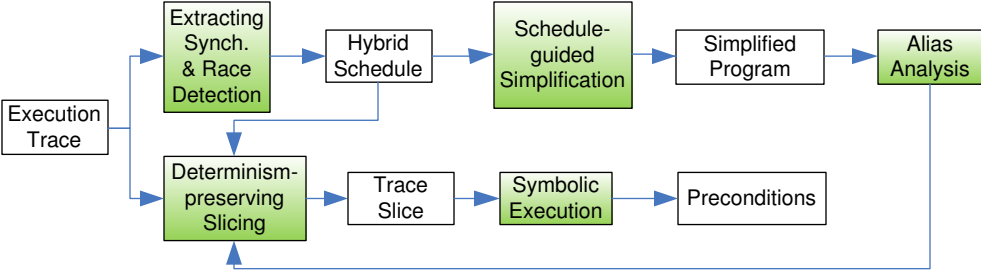 Extracting
Synch.
& Race
Detection
Hybrid
Schedule
Schedule-
guided
Simplification
Simplified
Program
Alias
Analysis
Execution
Trace
Determinism-
preserving
Slicing
Trace
Slice
Symbolic
Execution
Preconditions